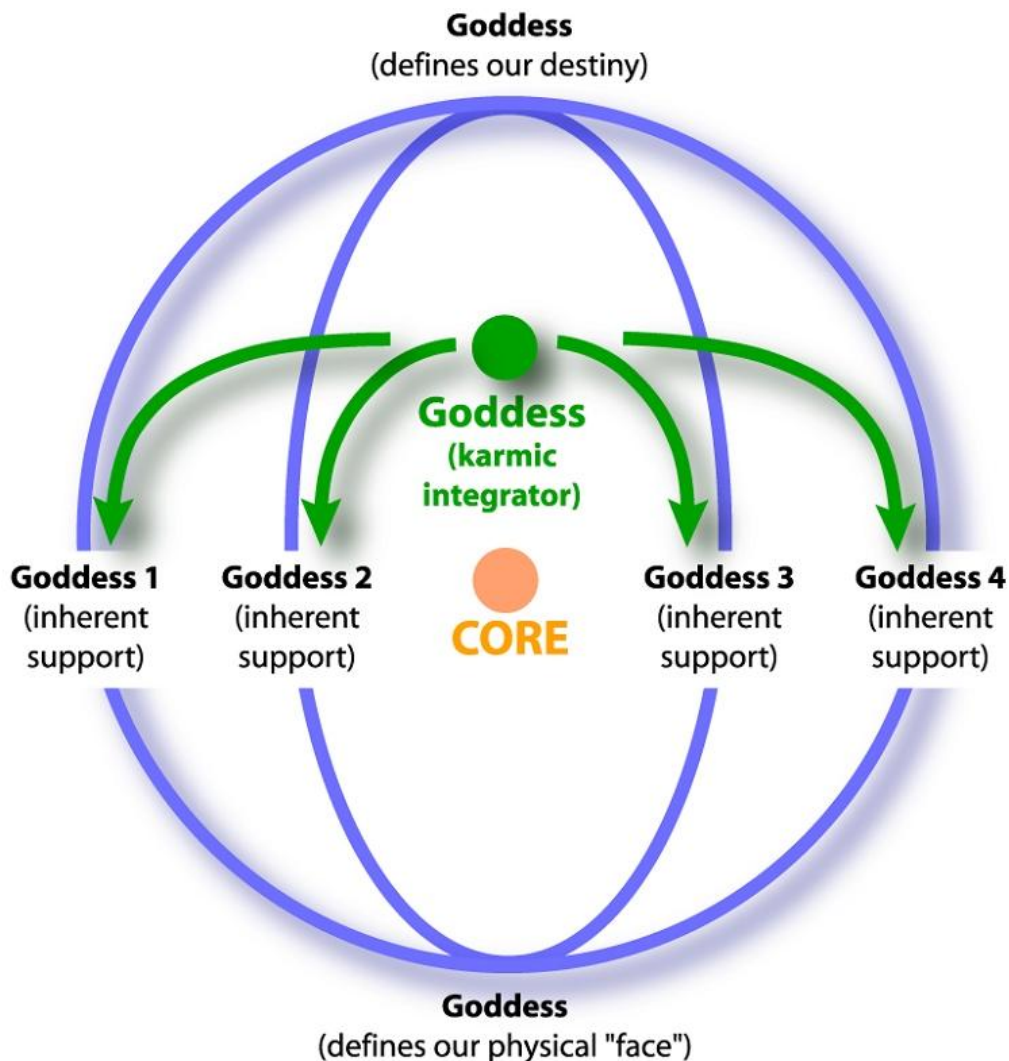 Goddess
(defines our destiny)
Goddess
(karmic
integrator)
Goddess 1
(inherent
support)
Goddess 2
(inherent
support)
CORE
Goddess 3
(inherent
support)
Goddess 4
(inherent
support)
Goddess
(defines our physical "face")